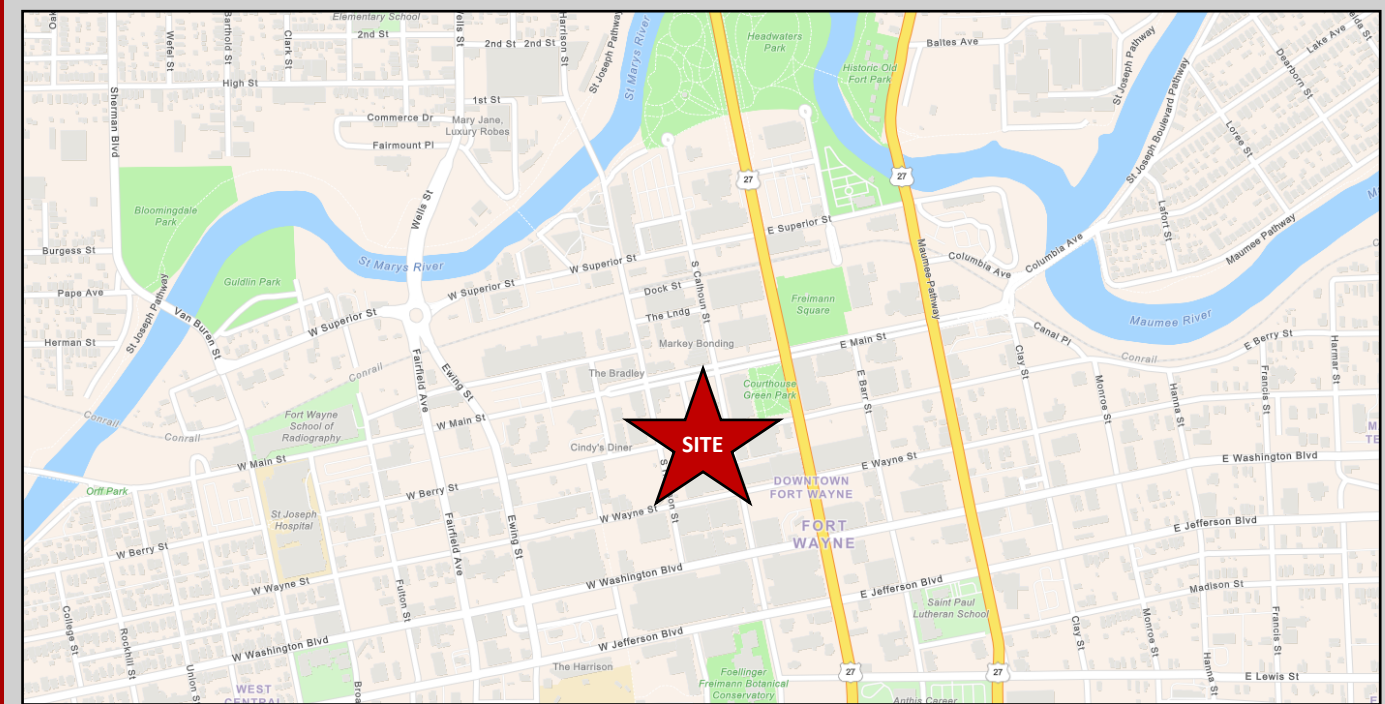 Elementary School
2nd St
2nd St
2nd St
Barthold St
Wefel St
Clark St
Wells St
Harrison St
St Joseph Pathway
St Marys River
Headwaters
Park
Historic Old
Fort Park
Baltes Ave
St Joseph Pathway
Lake Ave
Dearborn St
High St
Sherman Blvd
1st St
Commerce Dr
Mary Jane,
Luxury Robes
Fairmount Pl
St Joseph Boulevard Pathway
Loree St
27
27
Bloomingdale
Park
Wells St
E Superior St
Lafort St
Maumee Pathway
Burgess St
St Marys River
W Superior St
S Calhoun St
Maumee Pathway
Columbia Ave
Columbia Ave
Guldlin Park
Pape Ave
St Joseph Pathway
W Superior St
Dock St
Freimann
Square
Van Buren St
W Superior St
The Lndg
Maumee River
Herman St
Markey Bonding
E Main St
Canal Pl
Conrail
E Berry St
Harmar St
Fairfield Ave
Ewing St
Clay St
Conrail
The Bradley
Courthouse
Green Park
E Barr St
Monroe St
Hanna St
Francis St
Conrail
Conrail
Fort Wayne
School of
Radiography
W Main St
Cindy's Diner
SITE
W Main St
E Wayne St
E Washington Blvd
Orff Park
W Berry St
DOWNTOWN
FORT WAYNE
St Joseph
Hospital
W Wayne St
FORT
WAYNE
E Jefferson Blvd
W Berry St
Fairfield Ave
Ewing St
W Wayne St
W Washington Blvd
E Jefferson Blvd
Madison St
College St
Rockhill St
Fulton St
Saint Paul
Lutheran School
Clay St
Monroe St
Francis St
W Washington Blvd
W Jefferson Blvd
Union St
The Harrison
Foellinger
Freimann Botanical
Conservatory
27
27
Hanna St
E Lewis St
WEST
CENTRAL
Anthis Career